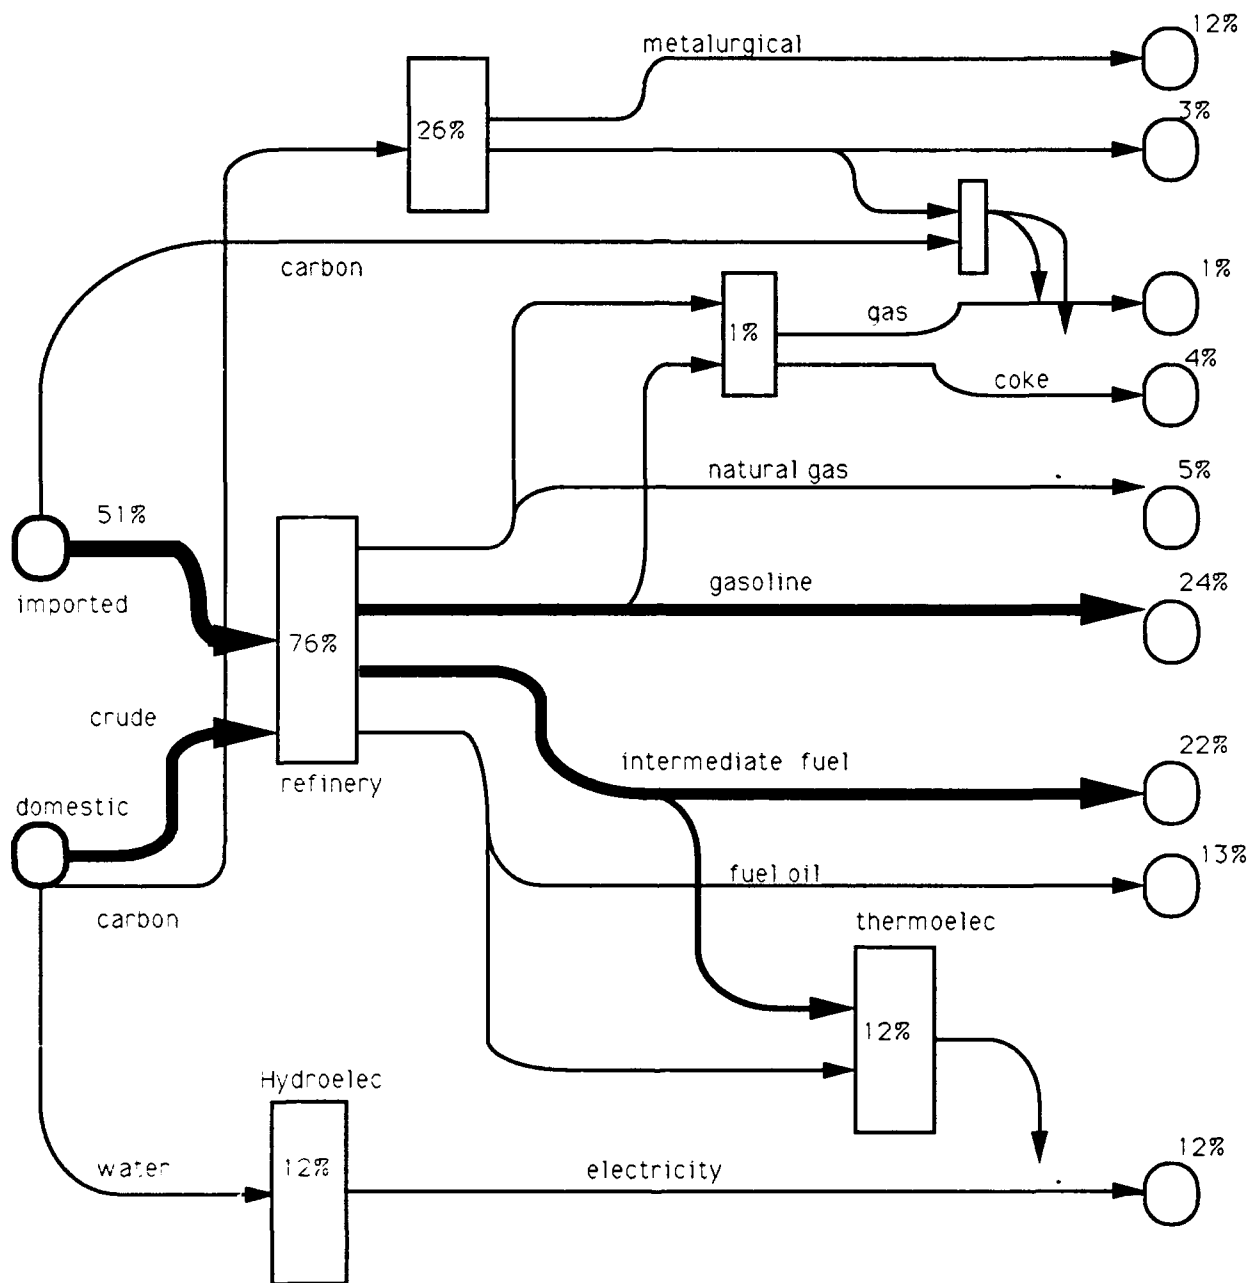 12%
metalurgical
3%
26%
carbon
1%
gas
1%
4%
coke
natural gas
5%
51%
gasoline
24%
imported
76%
crude
22%
intermediate fuel
refinery
domestic
13%
fuel oil
carbon
thermoelec
12%
Hydroelec
12%
water
12%
electricity